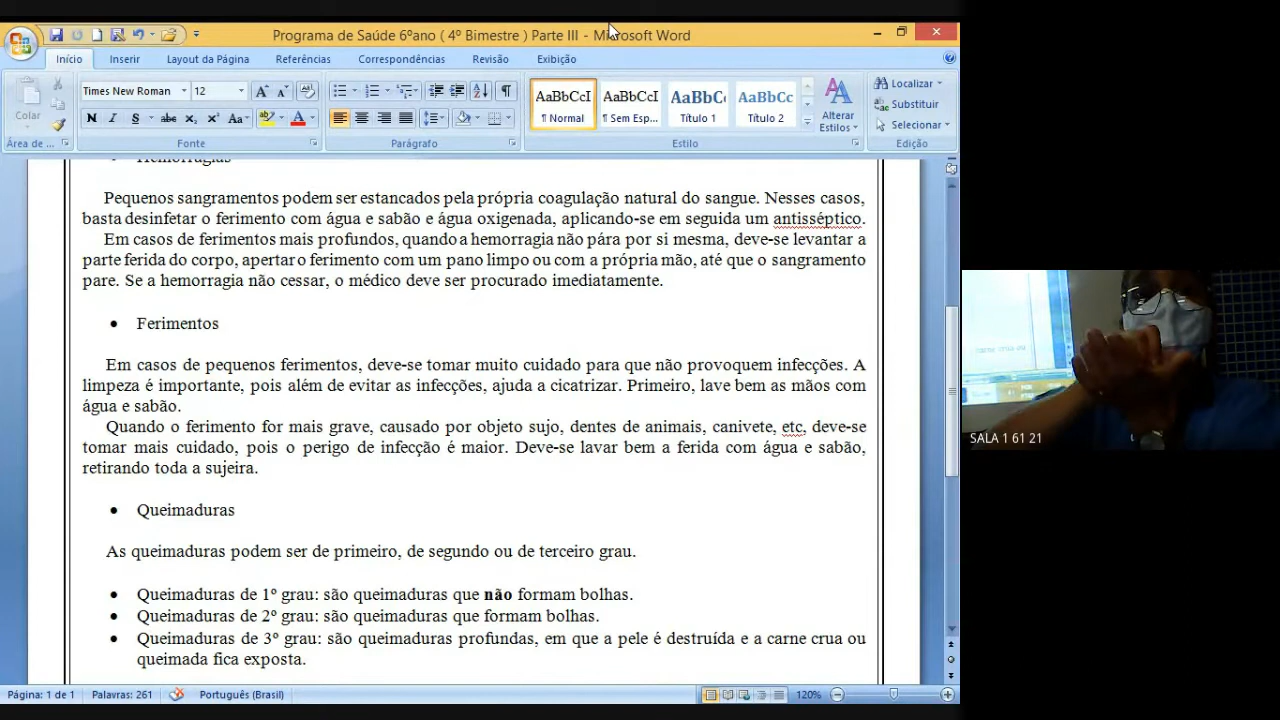 Programa de Saúde 6ºano ( 4º Bimestre ) Parte III - Microsoft Word
Início Inserir Layout da Página Referências Correspondências Revisão Exibição
Times New Roman 12
Colar
N I S abe x₂ x² Aa
AaBbCcI AaBbCcI AaBbC AaBbCc
¶ Normal ¶ Sem Esp... Título 1 Título 2
Alterar
Estilos
Localizar
Substituir
Selecionar
Área de ... Fonte Parágrafo Estilo Edição
Hemorragias
Pequenos sangramentos podem ser estancados pela própria coagulação natural do sangue. Nesses casos,
basta desinfetar o ferimento com água e sabão e água oxigenada, aplicando-se em seguida um antisséptico.
Em casos de ferimentos mais profundos, quando a hemorragia não pára por si mesma, deve-se levantar a
parte ferida do corpo, apertar o ferimento com um pano limpo ou com a própria mão, até que o sangramento
pare. Se a hemorragia não cessar, o médico deve ser procurado imediatamente.
• Ferimentos
Em casos de pequenos ferimentos, deve-se tomar muito cuidado para que não provoquem infecções. A
limpeza é importante, pois além de evitar as infecções, ajuda a cicatrizar. Primeiro, lave bem as mãos com
água e sabão.
Quando o ferimento for mais grave, causado por objeto sujo, dentes de animais, canivete, etc, deve-se
tomar mais cuidado, pois o perigo de infecção é maior. Deve-se lavar bem a ferida com água e sabão,
retirando toda a sujeira.
• Queimaduras
As queimaduras podem ser de primeiro, de segundo ou de terceiro grau.
• Queimaduras de 1º grau: são queimaduras que não formam bolhas.
• Queimaduras de 2º grau: são queimaduras que formam bolhas.
• Queimaduras de 3º grau: são queimaduras profundas, em que a pele é destruída e a carne crua ou
queimada fica exposta.
Página: 1 de 1 Palavras: 261 Português (Brasil) 120%
SALA 1 61 21